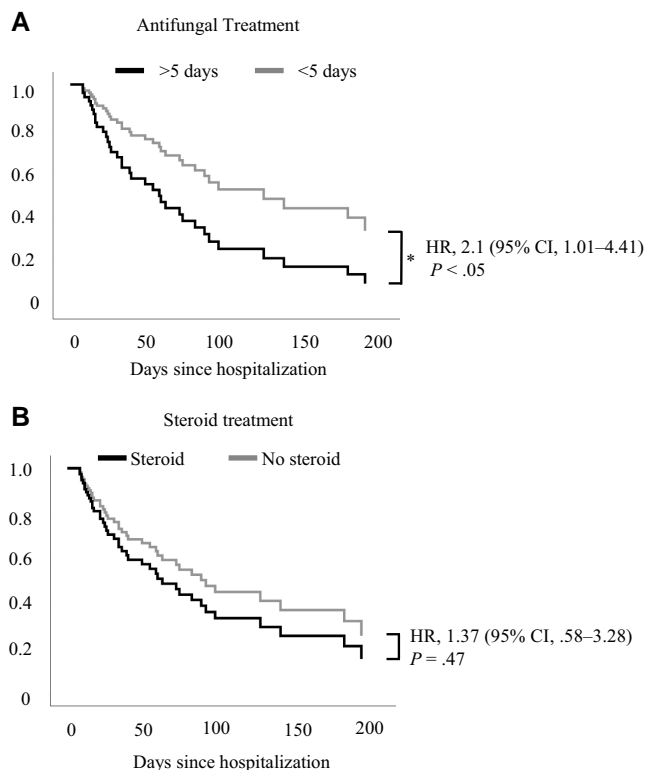 A
Antifungal Treatment
>5 days <5 days
1.0
0.8
0.6
0.4
0.2
0
* HR, 2.1 (95% CI, 1.01–4.41)
P < .05
0 50 100 150 200
Days since hospitalization
B
Steroid treatment
Steroid No steroid
1.0
0.8
0.6
0.4
0.2
0
HR, 1.37 (95% CI, .58–3.28)
P = .47
0 50 100 150 200
Days since hospitalization